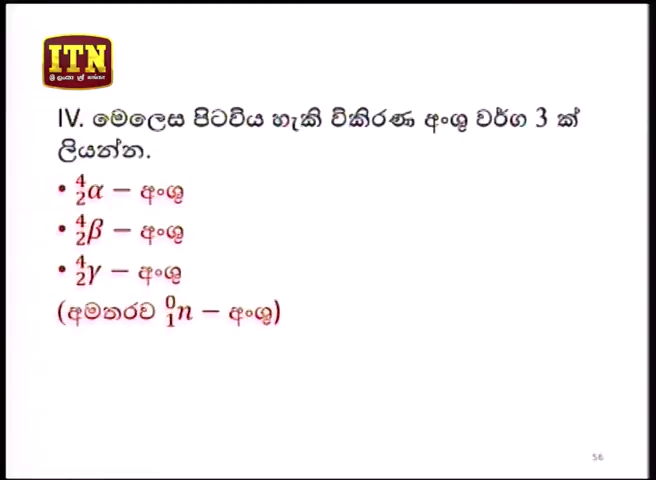 ITN
IV. මෙලෙස පිටවිය හැකි විකිරණ අංශු වර්ග 3 ක්
ලියන්න.
• ⁴₂α – අංශු
• ⁴₂β – අංශු
• ⁴₂γ – අංශු
(අමතරව ⁰₁n – අංශු)
56